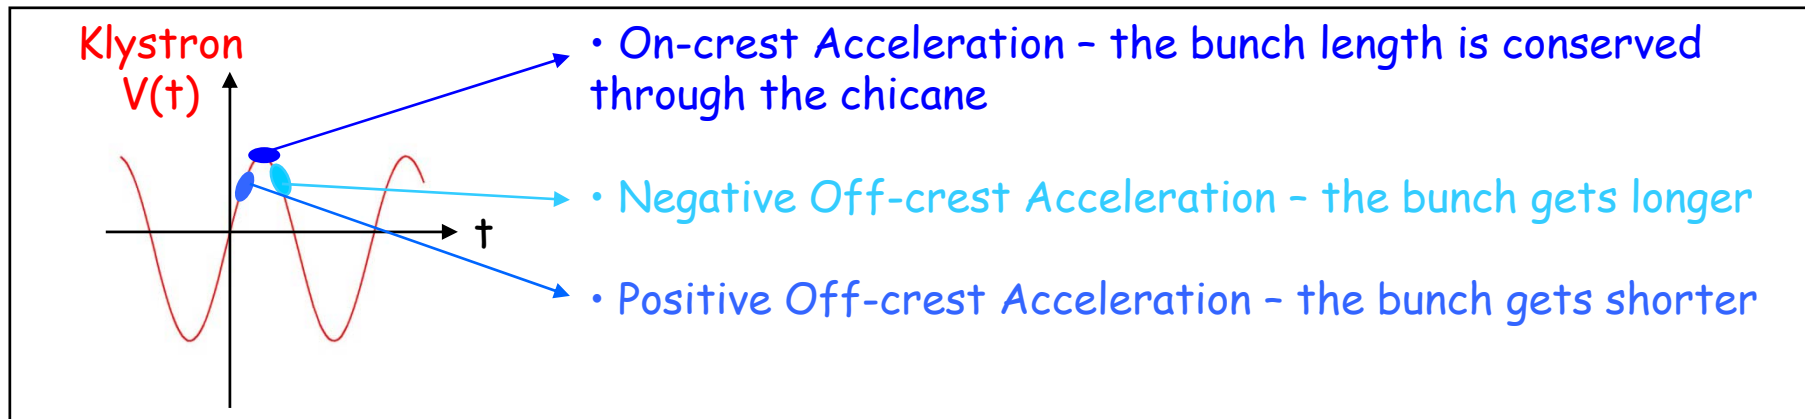 Klystron
V(t)
t
• On-crest Acceleration – the bunch length is conserved
through the chicane
• Negative Off-crest Acceleration – the bunch gets longer
• Positive Off-crest Acceleration – the bunch gets shorter